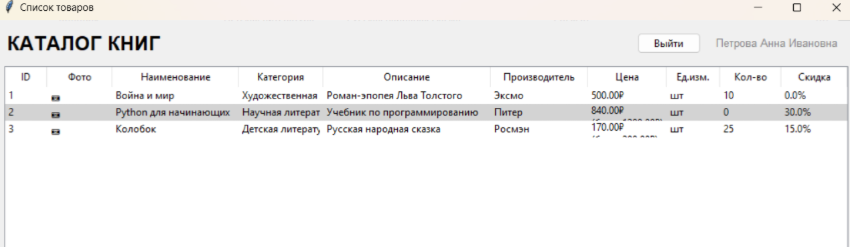 Список товаров
КАТАЛОГ КНИГ Выйти Петрова Анна Ивановна
ID Фото Наименование Категория Описание Производитель Цена Ед.изм. Кол-во Скидка
1 Война и мир Художественная Роман-эпопея Льва Толстого Эксмо 500.00₽ шт 10 0.0%
2 Python для начинающих Научная литерат Учебник по программированию Питер 840.00₽ шт 0 30.0%
3 Колобок Детская литерату Русская народная сказка Росмэн 170.00₽ шт 25 15.0%